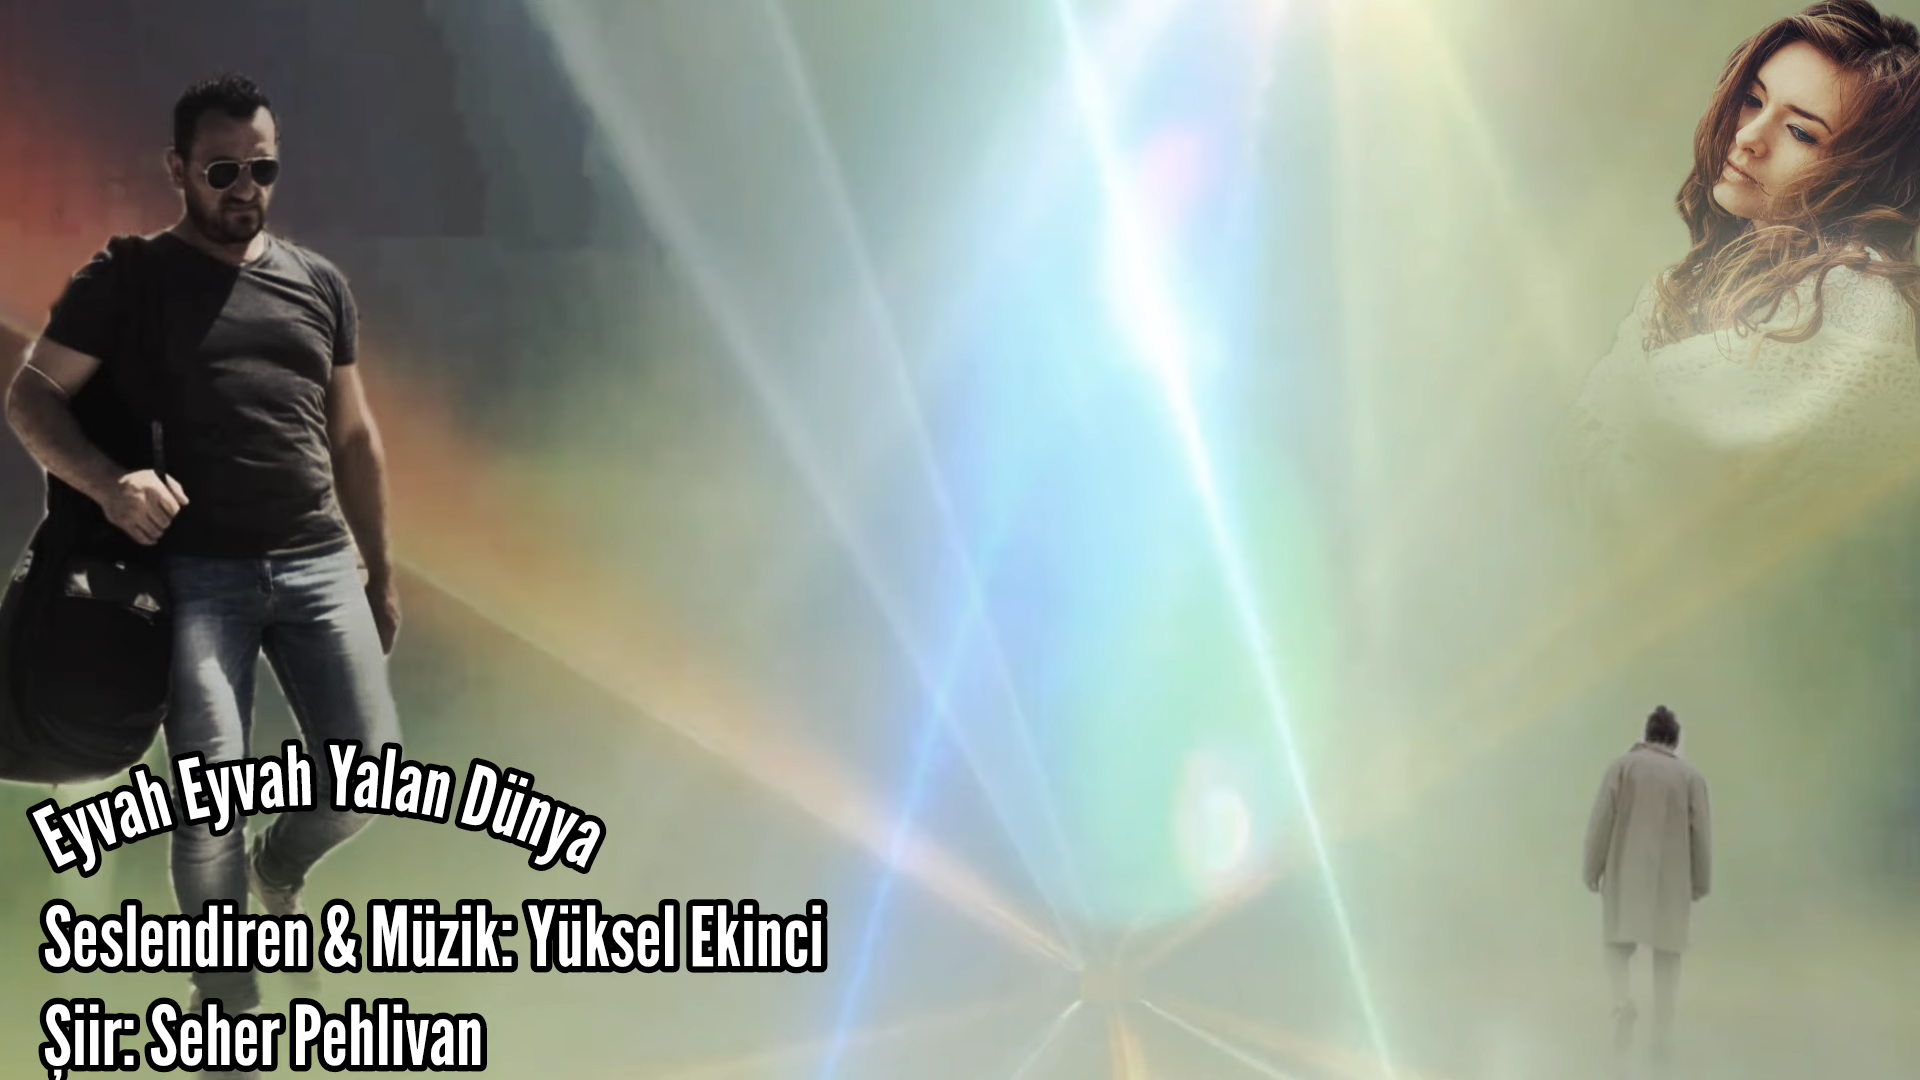 Eyvah Eyvah Yalan Dünya
Seslendiren & Müzik: Yüksel Ekinci
Şiir: Seher Pehlivan